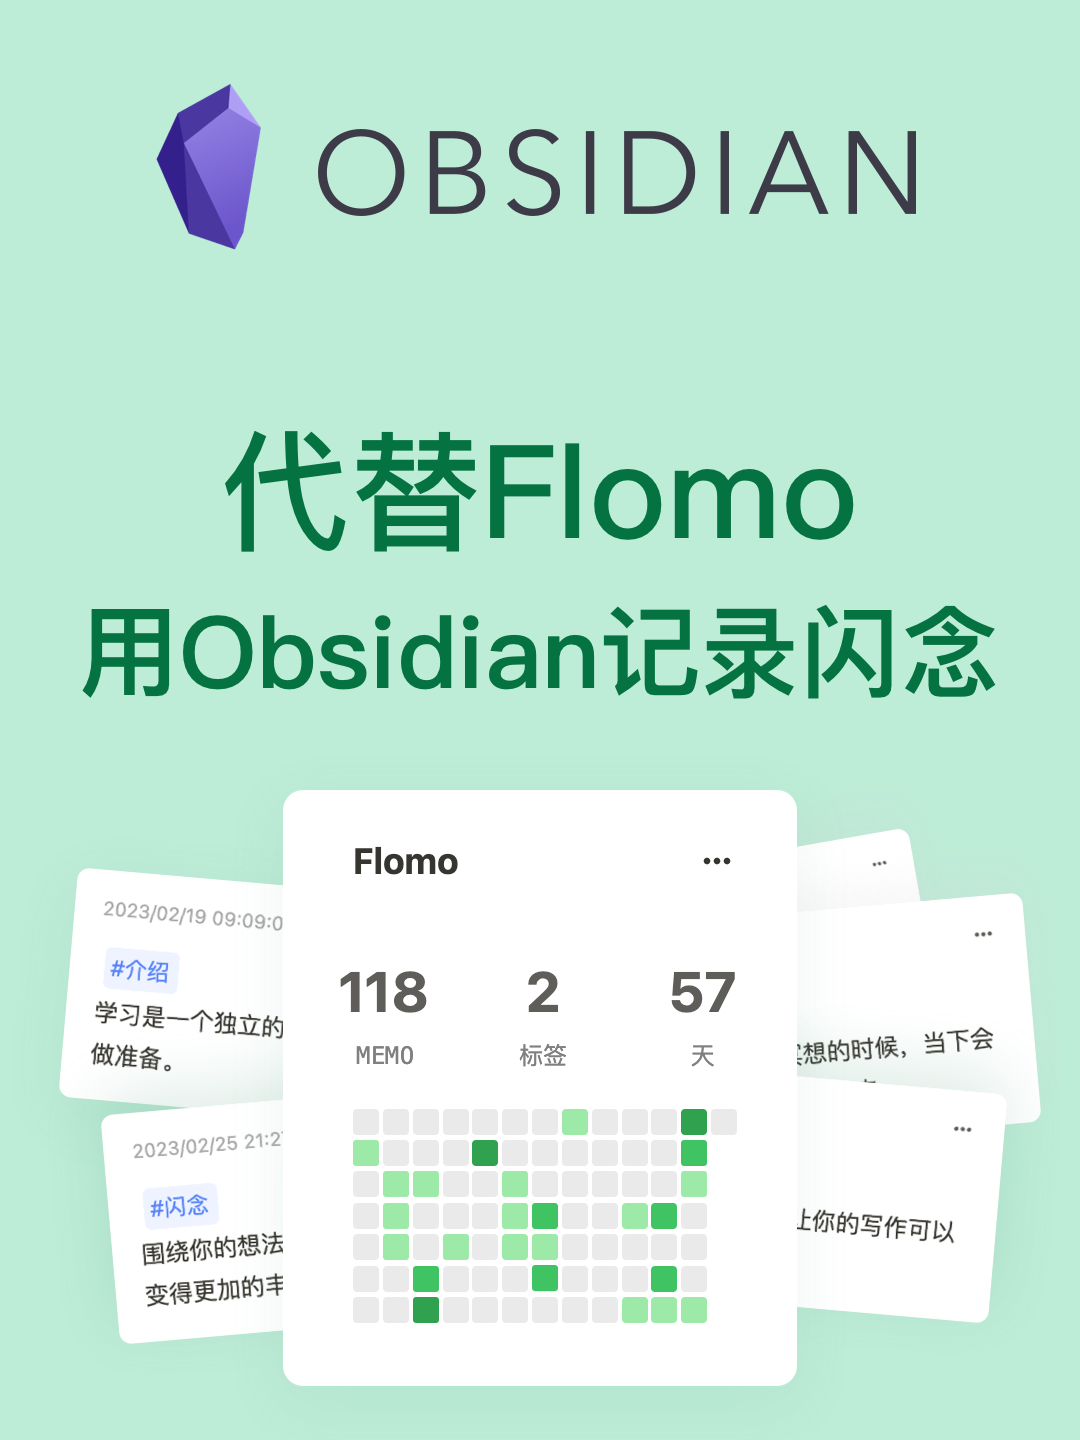 OBSIDIAN
代替Flomo
用Obsidian记录闪念
Flomo
118
2
57
MEMO
标签
天
2023/02/19 09:09:0
#介绍
学习是一个独立的
做准备。
2023/02/25 21:2
#闪念
围绕你的想法
变得更加的丰
想的时候，当下会
让你的写作可以